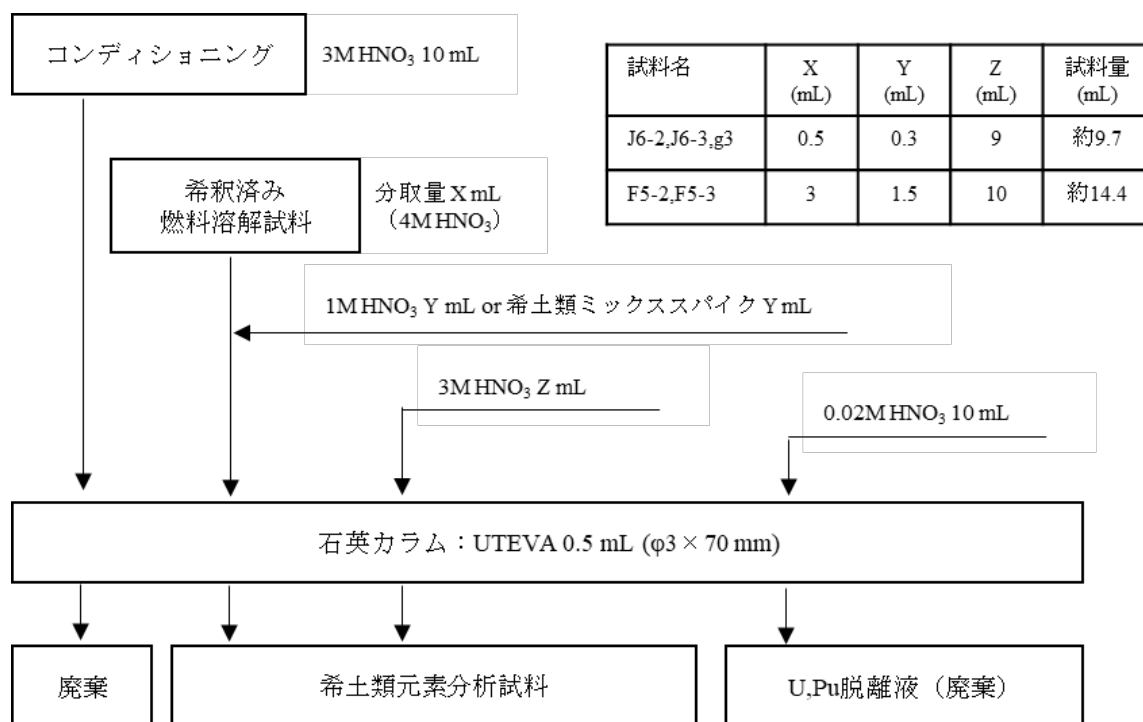 コンディショニング
3M HNO₃ 10 mL
試料名 X (mL) Y (mL) Z (mL) 試料量 (mL)
J6-2,J6-3,g3 0.5 0.3 9 約9.7
F5-2,F5-3 3 1.5 10 約14.4
希釈済み
燃料溶解試料
分取量 X mL
（4M HNO₃）
1M HNO₃ Y mL or 希土類ミックススパイク Y mL
3M HNO₃ Z mL
0.02M HNO₃ 10 mL
石英カラム：UTEVA 0.5 mL (φ3 × 70 mm)
廃棄
希土類元素分析試料
U,Pu脱離液（廃棄）